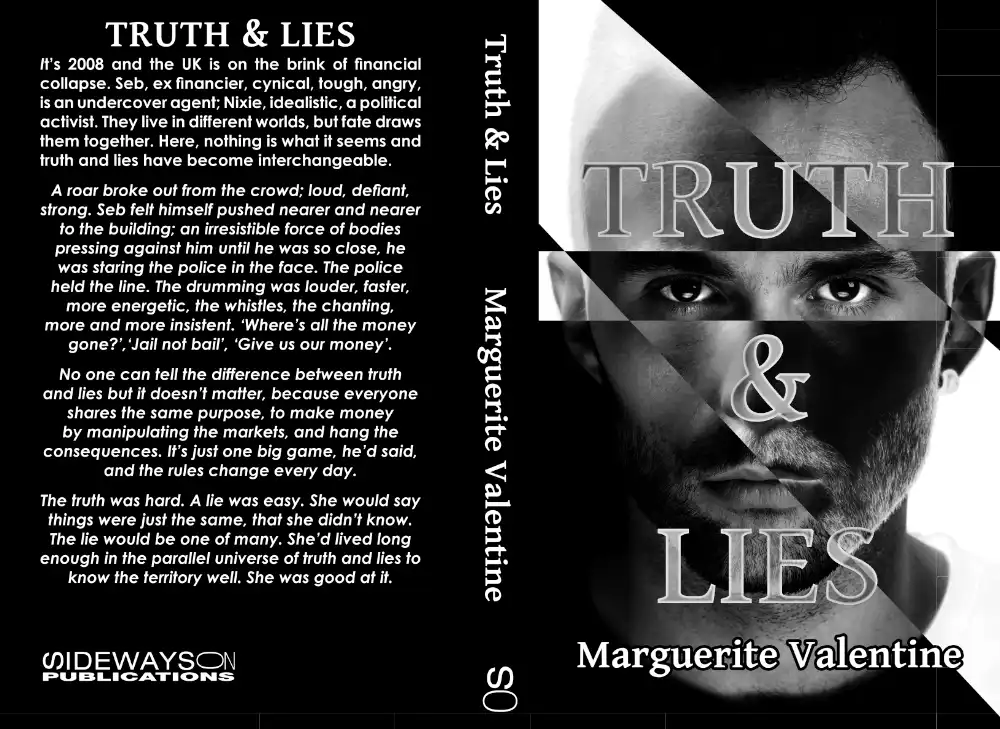 TRUTH & LIES
It's 2008 and the UK is on the brink of financial
collapse. Seb, ex financier, cynical, tough, angry,
is an undercover agent; Nixie, idealistic, a political
activist. They live in different worlds, but fate draws
them together. Here, nothing is what it seems and
truth and lies have become interchangeable.
A roar broke out from the crowd; loud, defiant,
strong. Seb felt himself pushed nearer and nearer
to the building; an irresistible force of bodies
pressing against him until he was so close, he
was staring the police in the face. The police
held the line. The drumming was louder, faster,
more energetic, the whistles, the chanting,
more and more insistent. ‘Where’s all the money
gone?’,‘Jail not bail’, ‘Give us our money’.
No one can tell the difference between truth
and lies but it doesn’t matter, because everyone
shares the same purpose, to make money
by manipulating the markets, and hang the
consequences. It’s just one big game, he’d said,
and the rules change every day.
The truth was hard. A lie was easy. She would say
things were just the same, that she didn’t know.
The lie would be one of many. She’d lived long
enough in the parallel universe of truth and lies to
know the territory well. She was good at it.
SIDEWAYSON
PUBLICATIONS
Truth & Lies
Marguerite Valentine
SO
TRUTH
&
LIES
Marguerite Valentine